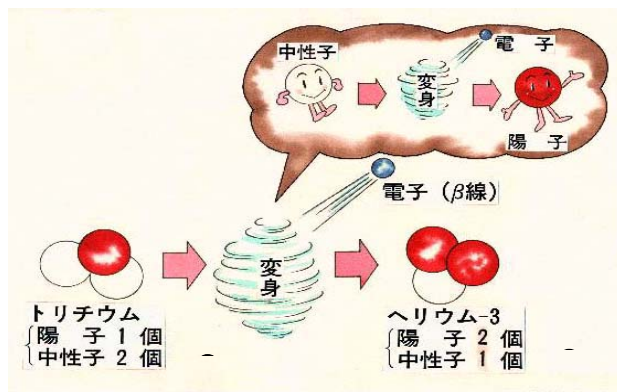 中性子
変身
電 子
陽 子
電子（β線）
変身
トリチウム
陽 子 1 個
中性子 2 個
ヘリウム-3
陽 子 2 個
中性子 1 個